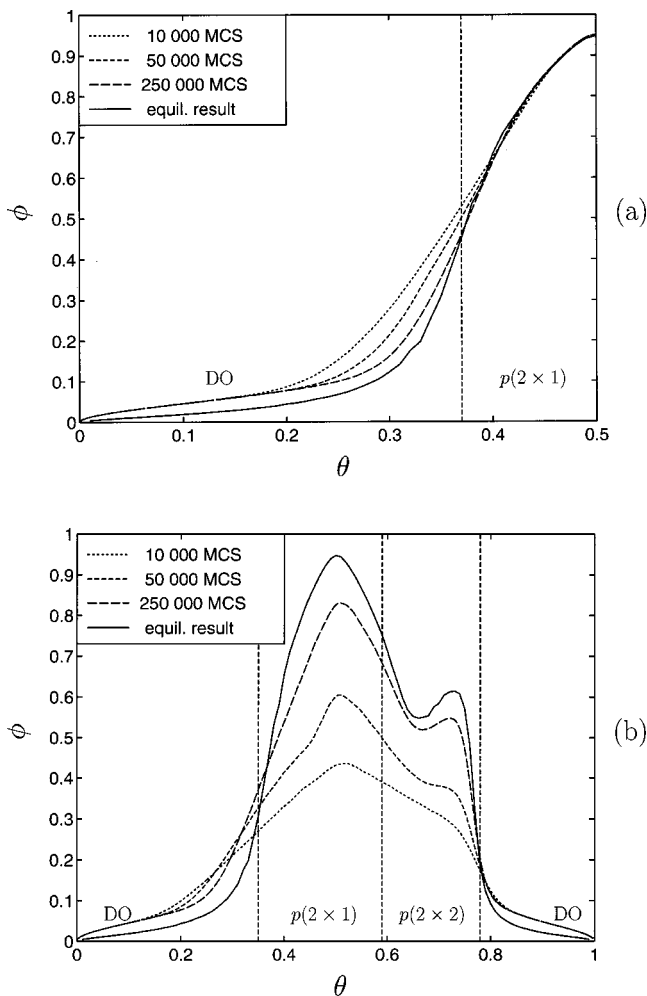 1
0.9
0.8
0.7
0.6
0.5
0.4
0.3
0.2
0.1
0
10 000 MCS
50 000 MCS
250 000 MCS
equil. result
ϕ
(a)
DO
p(2 × 1)
0 0.1 0.2 0.3 0.4 0.5
θ
1
0.9
0.8
0.7
0.6
0.5
0.4
0.3
0.2
0.1
0
10 000 MCS
50 000 MCS
250 000 MCS
equil. result
ϕ
(b)
DO p(2 × 1) p(2 × 2) DO
0 0.2 0.4 0.6 0.8 1
θ